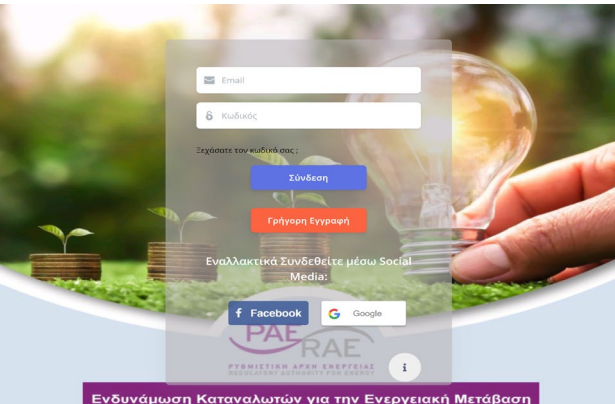 Email
Κωδικός
Ξεχάσατε τον κωδικό σας ;
Σύνδεση
Γρήγορη Εγγραφή
Εναλλακτικά Συνδεθείτε μέσω Social
Media:
f Facebook
G Google
ΡΑΕ
RAE
ΡΥΘΜΙΣΤΙΚΗ ΑΡΧΗ ΕΝΕΡΓΕΙΑΣ
REGULATORY AUTHORITY FOR ENERGY
i
Ενδυνάμωση Καταναλωτών για την Ενεργειακή Μετάβαση